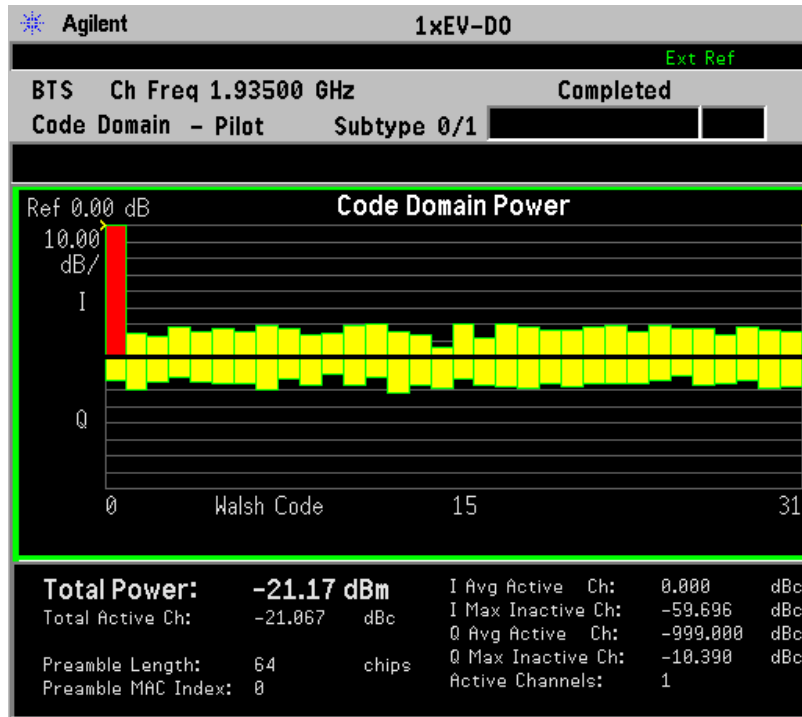 Agilent 1xEV-DO
Ext Ref
BTS Ch Freq 1.93500 GHz Completed
Code Domain - Pilot Subtype 0/1
Ref 0.00 dB Code Domain Power
10.00
dB/
I
Q
0 Walsh Code 15 31
Total Power: -21.17 dBm
Total Active Ch: -21.067 dBc
Preamble Length: 64 chips
Preamble MAC Index: 0
I Avg Active Ch: 0.000 dBc
I Max Inactive Ch: -59.696 dBc
Q Avg Active Ch: -999.000 dBc
Q Max Inactive Ch: -10.390 dBc
Active Channels: 1